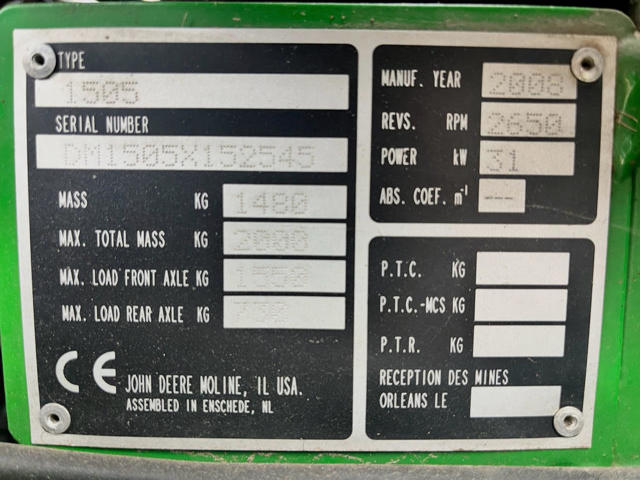 TYPE
1505
SERIAL NUMBER
DM1505X152545
MASS KG 1480
MAX. TOTAL MASS KG 2000
MAX. LOAD FRONT AXLE KG 1550
MAX. LOAD REAR AXLE KG 750
CE JOHN DEERE MOLINE, IL USA.
ASSEMBLED IN ENSCHEDE, NL
MANUF. YEAR 2008
REVS. RPM 2650
POWER kW 31
ABS. COEF. m⁻¹ ---
P.T.C. KG
P.T.C.-MCS KG
P.T.R. KG
RECEPTION DES MINES
ORLEANS LE